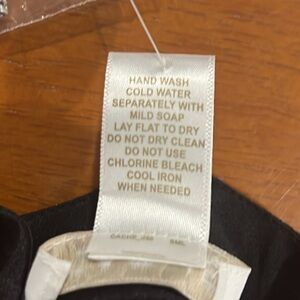 HAND WASH
COLD WATER
SEPARATELY WITH
MILD SOAP
LAY FLAT TO DRY
DO NOT DRY CLEAN
DO NOT USE
CHLORINE BLEACH
COOL IRON
WHEN NEEDED